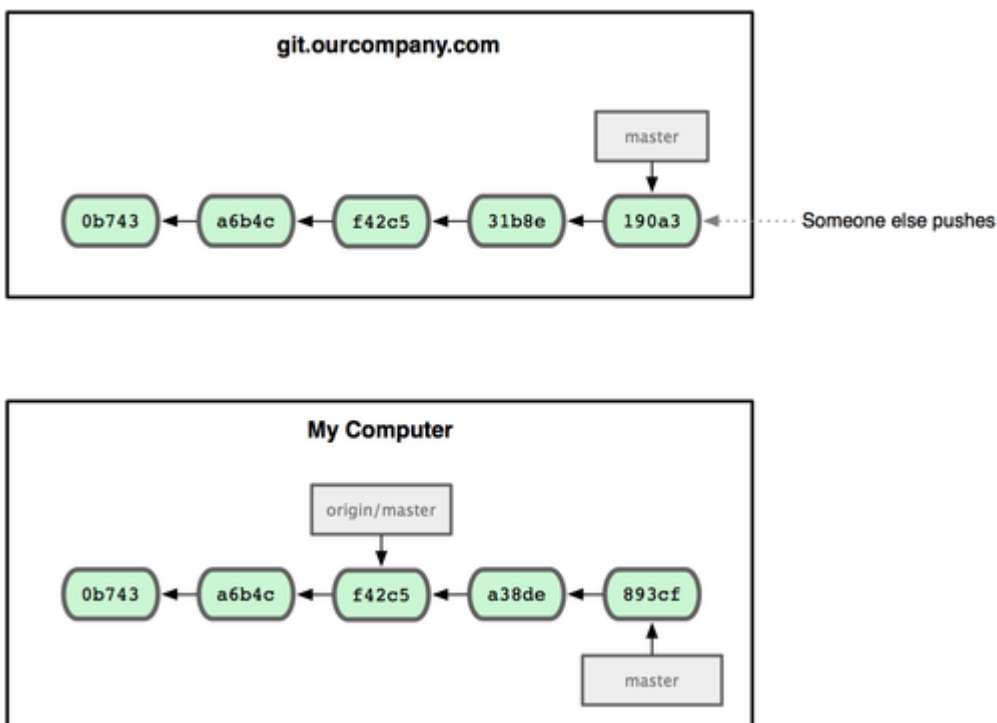 git.ourcompany.com
master
0b743 a6b4c f42c5 31b8e 190a3 Someone else pushes
My Computer
origin/master
0b743 a6b4c f42c5 a38de 893cf
master